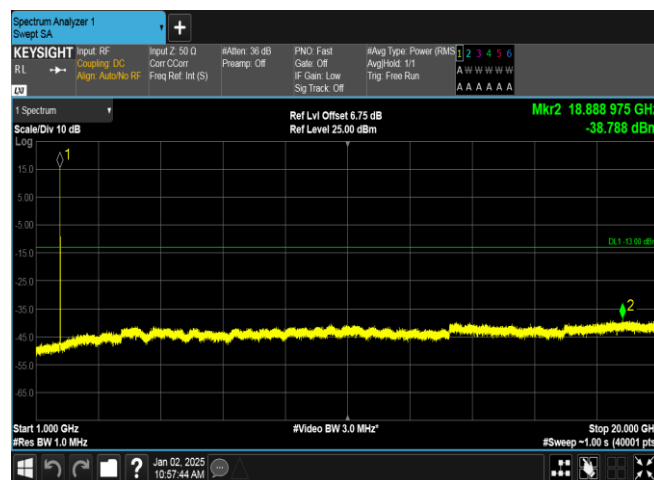 Spectrum Analyzer 1
Swept SA
+
KEYSIGHT
RL
LXI
Input: RF
Coupling: DC
Align: Auto/No RF
Input Z: 50 Ω
Corr CCorr
Freq Ref: Int (S)
#Atten: 36 dB
Preamp: Off
PNO: Fast
Gate: Off
IF Gain: Low
Sig Track: Off
#Avg Type: Power (RMS
Avg|Hold: 1/1
Trig: Free Run
1 2 3 4 5 6
A W W W W W
A A A A A A
1 Spectrum
Scale/Div 10 dB
Log
Ref Lvl Offset 6.75 dB
Ref Level 25.00 dBm
Mkr2 18.888 975 GHz
-38.788 dBm
1
15.0
5.00
-5.00
DL1 -13.00 dBm
-15.0
-25.0
2
-35.0
-45.0
-55.0
-65.0
Start 1.000 GHz
#Res BW 1.0 MHz
#Video BW 3.0 MHz*
Stop 20.000 GHz
#Sweep ~1.00 s (40001 pts)
?
Jan 02, 2025
10:57:44 AM